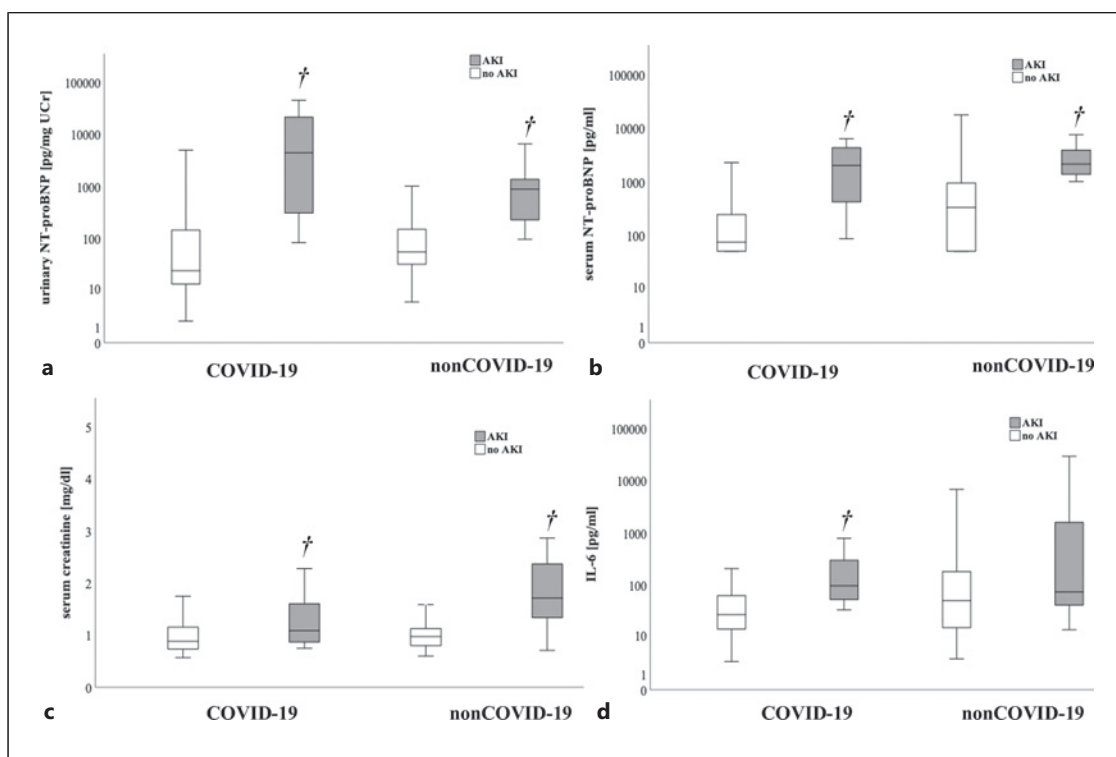 AKI
no AKI
†
†
100000
10000
1000
100
10
1
0
urinary NT-proBNP [pg/mg UCr]
a
COVID-19
nonCOVID-19
AKI
no AKI
†
†
100000
10000
1000
100
10
1
0
serum NT-proBNP [pg/ml]
b
COVID-19
nonCOVID-19
AKI
no AKI
†
†
5
4
3
2
1
0
serum creatinine [mg/dl]
c
COVID-19
nonCOVID-19
AKI
no AKI
†
100000
10000
1000
100
10
1
0
IL-6 [pg/ml]
d
COVID-19
nonCOVID-19